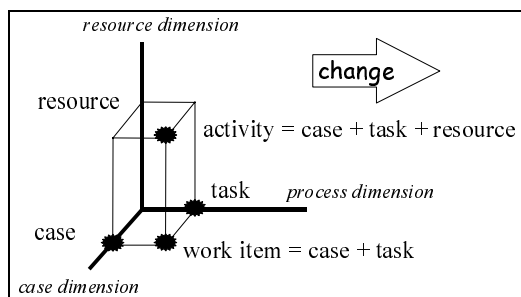 resource dimension
change
resource
activity = case + task + resource
task
process dimension
case
work item = case + task
case dimension